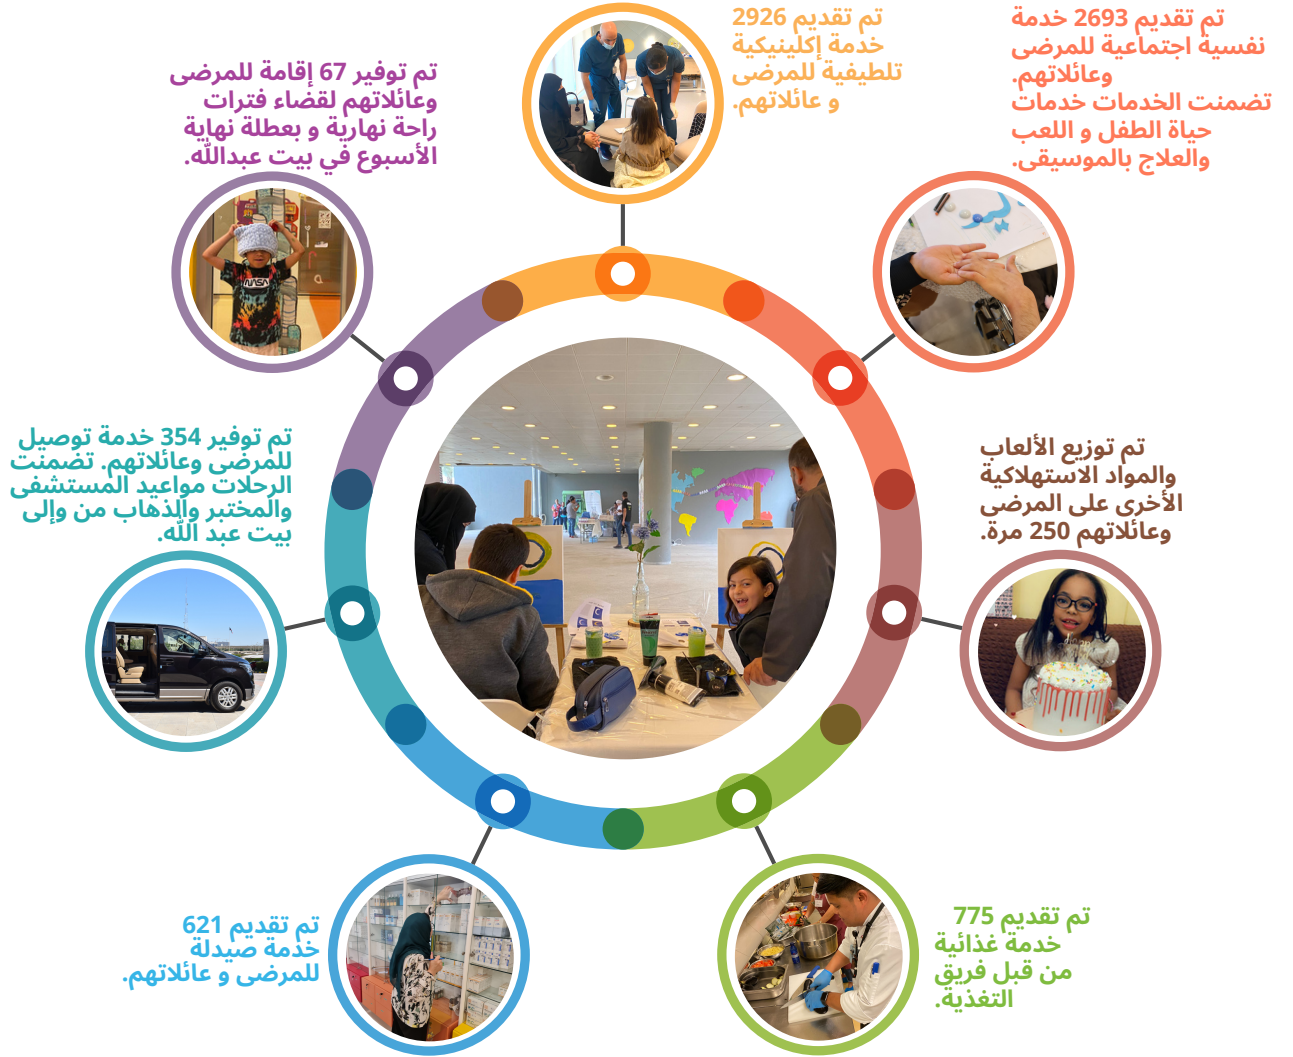 تم تقديم 2926
خدمة إكلينيكية
تلطيفية للمرضى
و عائلاتهم.
تم تقديم 2693 خدمة
نفسية اجتماعية للمرضى
وعائلاتهم.
تضمنت الخدمات خدمات
حياة الطفل و اللعب
والعلاج بالموسيقى.
تم توزيع الألعاب
والمواد الاستهلاكية
الأخرى على المرضى
وعائلاتهم 250 مرة.
تم تقديم 775
خدمة غذائية
من قبل فريق
التغذية.
تم تقديم 621
خدمة صيدلة
للمرضى و عائلاتهم.
تم توفير 354 خدمة توصيل
للمرضى وعائلاتهم. تضمنت
الرحلات مواعيد المستشفى
والمختبر والذهاب من وإلى
بيت عبد الله.
تم توفير 67 إقامة للمرضى
وعائلاتهم لقضاء فترات
راحة نهارية و بعطلة نهاية
الأسبوع في بيت عبدالله.
NASA